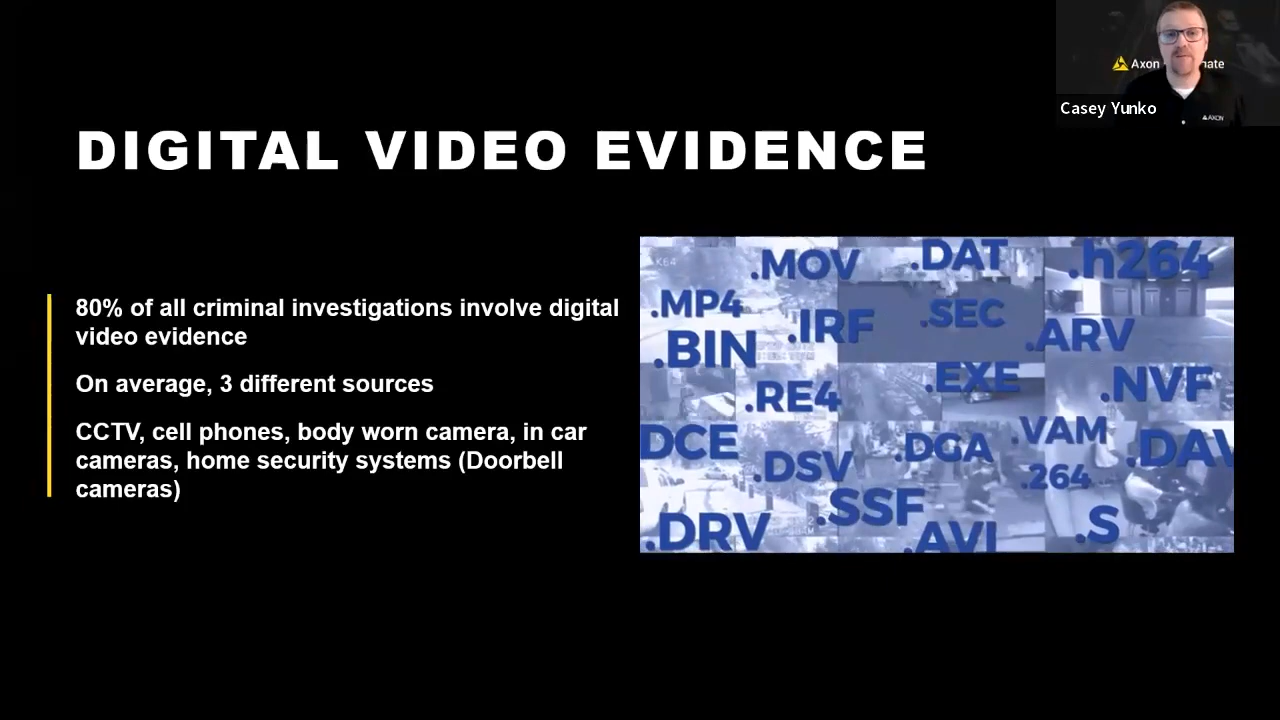 Axon
nate
AXON
Casey Yunko
DIGITAL VIDEO EVIDENCE
80% of all criminal investigations involve digital
video evidence
On average, 3 different sources
CCTV, cell phones, body worn camera, in car
cameras, home security systems (Doorbell
cameras)
.MOV .DAT .h264
.MP4 .IRF .SEC .ARV
.BIN .EXE .NVF
.RE4
DCE .DSV .DGA .VAM .DAV
.264
.DRV .SSF .AVI .S
K64